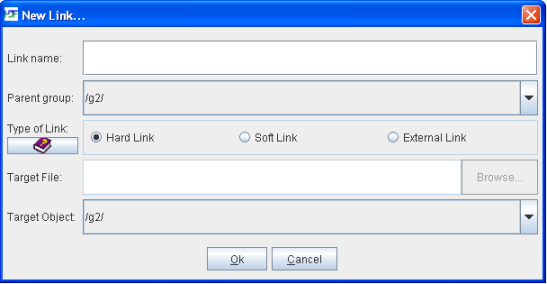 New Link...
Link name:
Parent group: /g2/
Type of Link:
Hard Link Soft Link External Link
Target File: Browse...
Target Object: /g2/
Ok Cancel